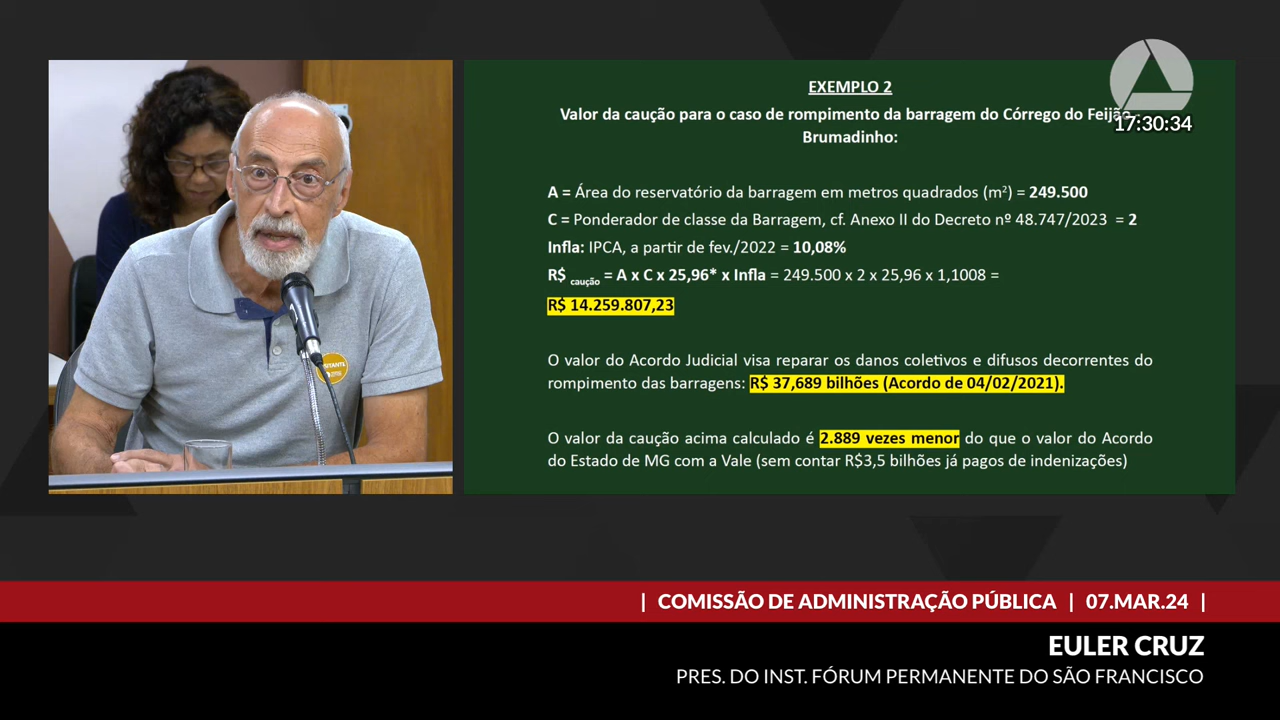 EXEMPLO 2
Valor da caução para o caso de rompimento da barragem do Córrego do Feijão -
Brumadinho:
17:30:34
A = Área do reservatório da barragem em metros quadrados (m²) = 249.500
C = Ponderador de classe da Barragem, cf. Anexo II do Decreto nº 48.747/2023 = 2
Infla: IPCA, a partir de fev./2022 = 10,08%
R$ caução = A x C x 25,96* x Infla = 249.500 x 2 x 25,96 x 1,1008 =
R$ 14.259.807,23
O valor do Acordo Judicial visa reparar os danos coletivos e difusos decorrentes do
rompimento das barragens: R$ 37,689 bilhões (Acordo de 04/02/2021).
O valor da caução acima calculado é 2.889 vezes menor do que o valor do Acordo
do Estado de MG com a Vale (sem contar R$3,5 bilhões já pagos de indenizações)
| COMISSÃO DE ADMINISTRAÇÃO PÚBLICA | 07.MAR.24 |
EULER CRUZ
PRES. DO INST. FÓRUM PERMANENTE DO SÃO FRANCISCO